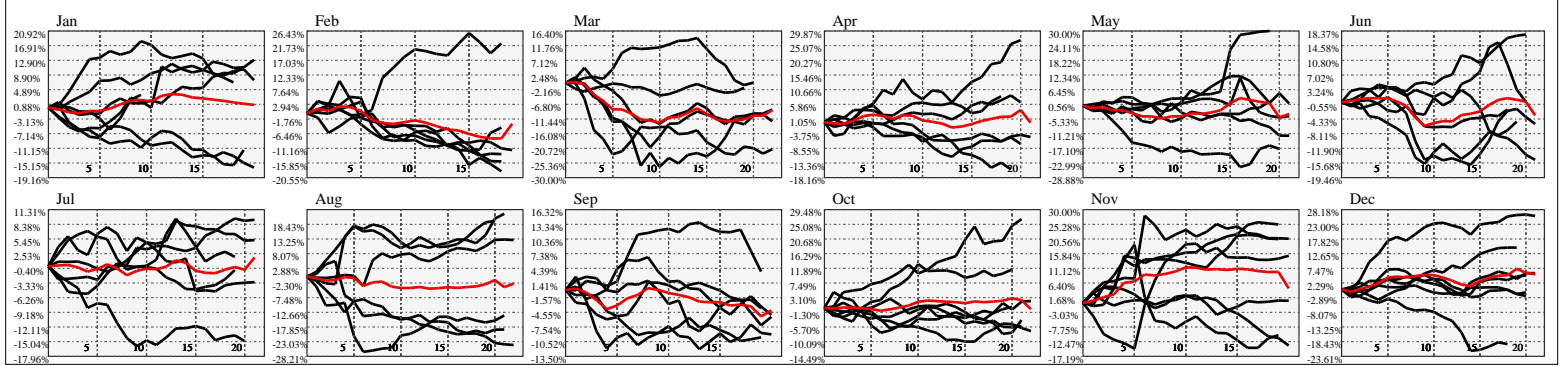 Jan Feb Mar Apr May Jun
20.92% 26.43% 16.40% 29.87% 30.00% 18.37%
16.91% 21.73% 11.76% 25.07% 24.11% 14.58%
12.90% 17.03% 7.12% 20.27% 18.22% 10.80%
8.90% 12.33% 2.48% 15.46% 12.34% 7.02%
4.89% 7.64% -2.16% 10.66% 6.45% 3.24%
0.88% 2.94% -6.80% 5.86% 0.56% -0.55%
-3.13% -1.76% -11.44% 1.05% -5.33% -4.33%
-7.14% -6.46% -16.08% -3.75% -11.21% -8.11%
-11.15% -11.16% -20.72% -8.55% -17.10% -11.90%
-15.15% -15.85% -25.36% -13.36% -22.99% -15.68%
-19.16% -20.55% -30.00% -18.16% -28.88% -19.46%
5 10 15 5 10 15 5 10 15 20 5 10 15 20 5 10 15 20 5 10 15 20
Jul Aug Sep Oct Nov Dec
11.31% 16.32% 29.48% 30.00% 28.18%
8.38% 18.43% 13.34% 25.08% 25.28% 23.00%
5.45% 13.25% 10.36% 20.68% 20.56% 17.82%
2.53% 8.07% 7.38% 16.29% 15.84% 12.65%
-0.40% 2.88% 4.39% 11.89% 11.12% 7.47%
-3.33% -2.30% 1.41% 7.49% 6.40% 2.29%
-6.26% -7.48% -1.57% 3.10% 1.68% -2.89%
-9.18% -12.66% -4.55% -1.30% -3.03% -8.07%
-12.11% -17.85% -7.54% -5.70% -7.75% -13.25%
-15.04% -23.03% -10.52% -10.09% -12.47% -18.43%
-17.96% -28.21% -13.50% -14.49% -17.19% -23.61%
5 10 15 20 5 10 15 20 5 10 15 20 5 10 15 20 5 10 15 20 5 10 15 20